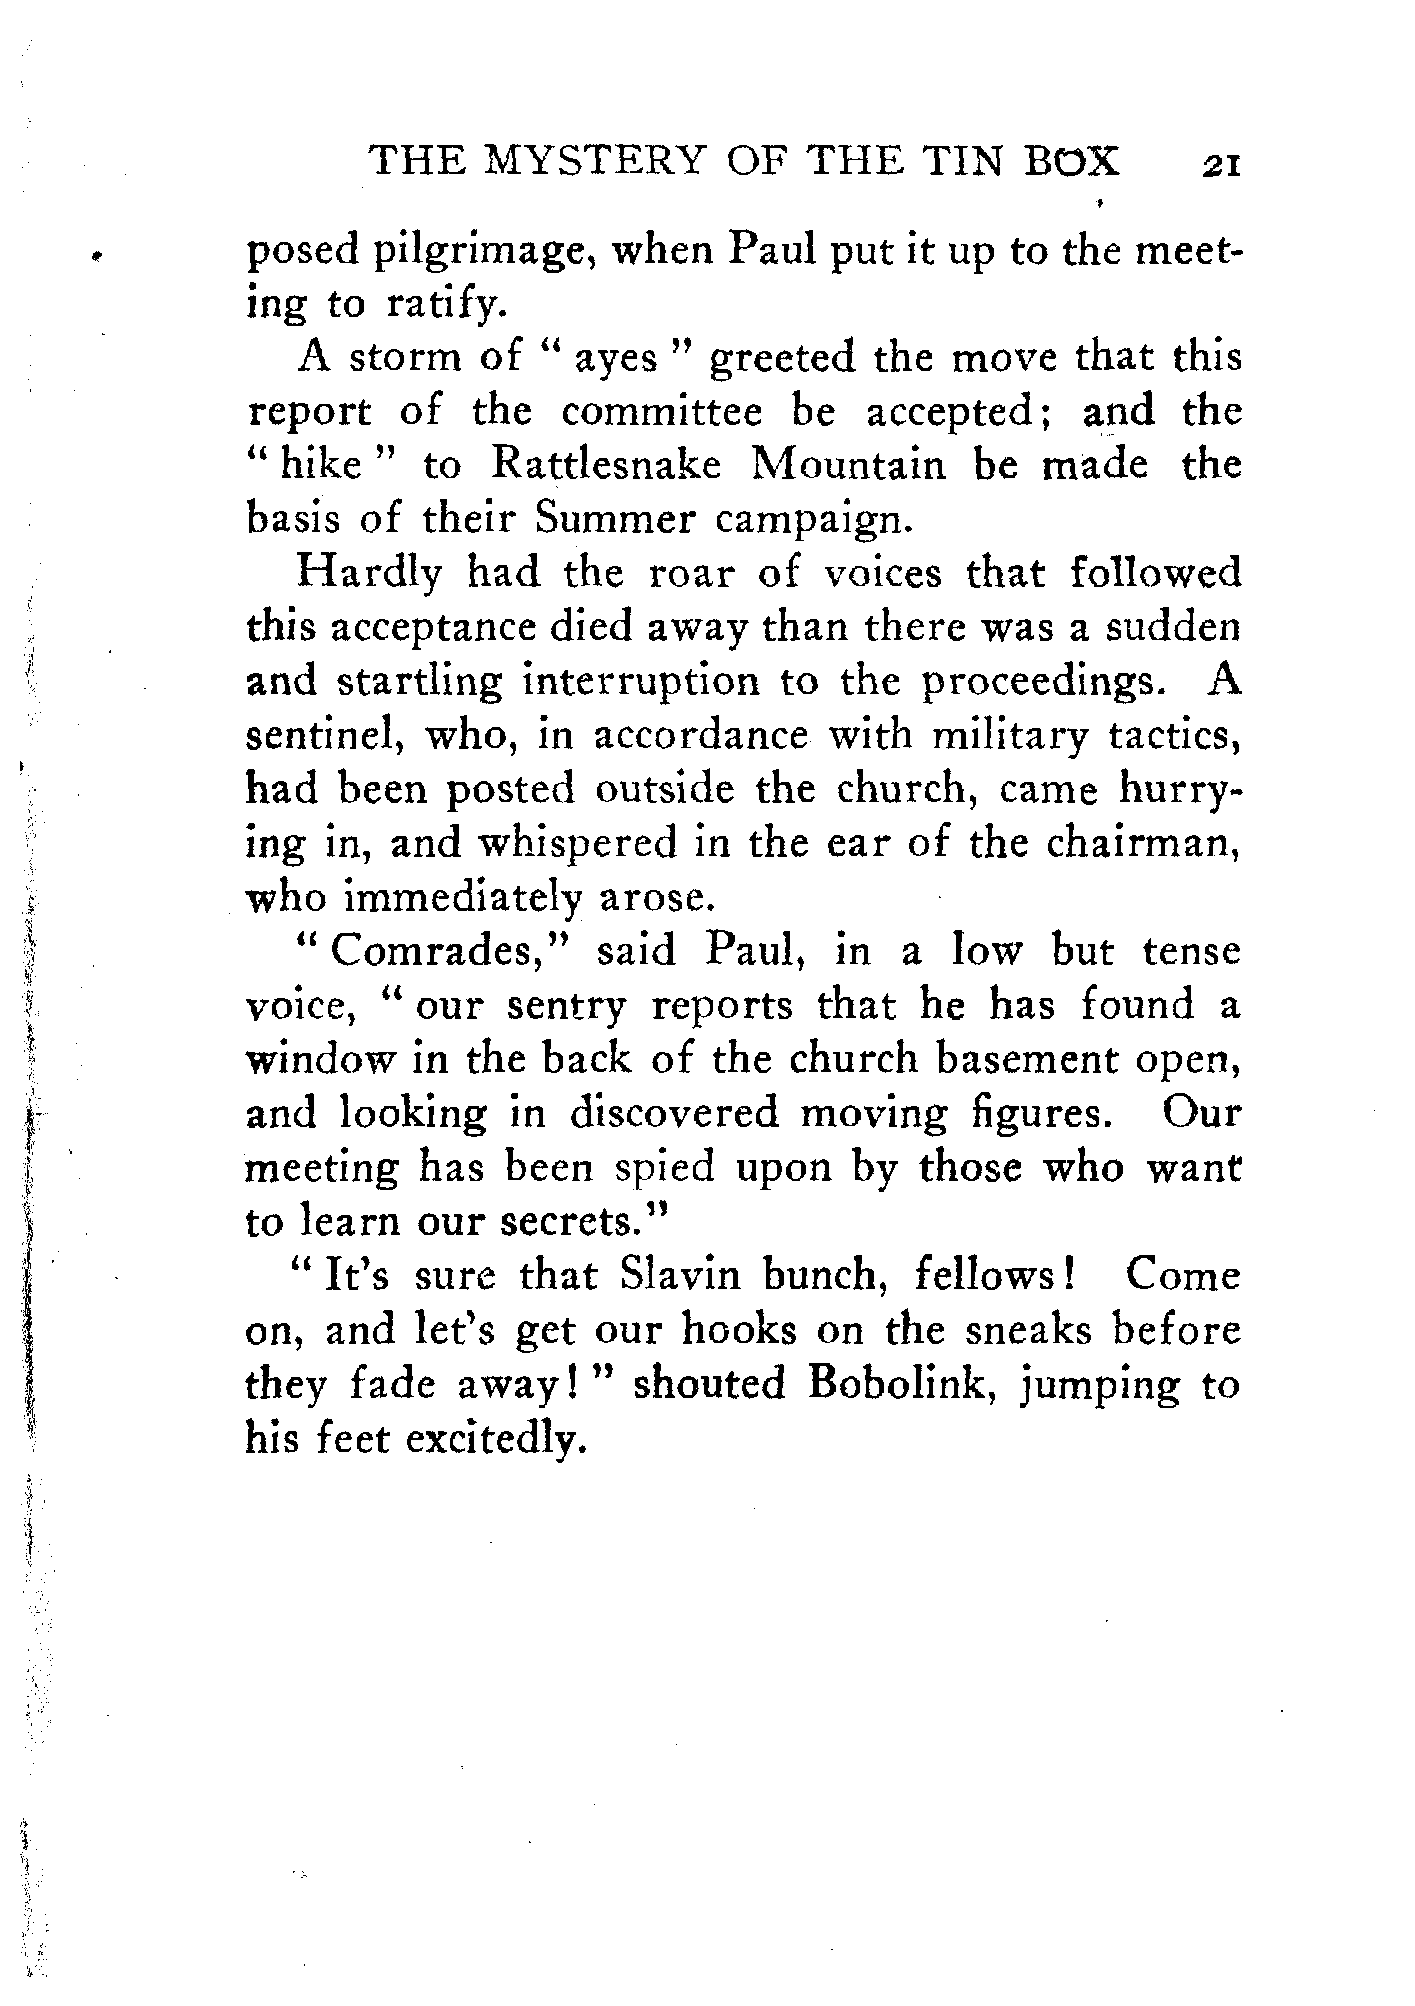 THE MYSTERY OF THE TIN BOX 21
posed pilgrimage, when Paul put it up to the meet-
ing to ratify.
A storm of " ayes " greeted the move that this
report of the committee be accepted; and the
" hike " to Rattlesnake Mountain be made the
basis of their Summer campaign.
Hardly had the roar of voices that followed
this acceptance died away than there was a sudden
and startling interruption to the proceedings. A
sentinel, who, in accordance with military tactics,
had been posted outside the church, came hurry-
ing in, and whispered in the ear of the chairman,
who immediately arose.
" Comrades," said Paul, in a low but tense
voice, " our sentry reports that he has found a
window in the back of the church basement open,
and looking in discovered moving figures. Our
meeting has been spied upon by those who want
to learn our secrets."
" It's sure that Slavin bunch, fellows! Come
on, and let's get our hooks on the sneaks before
they fade away! " shouted Bobolink, jumping to
his feet excitedly.